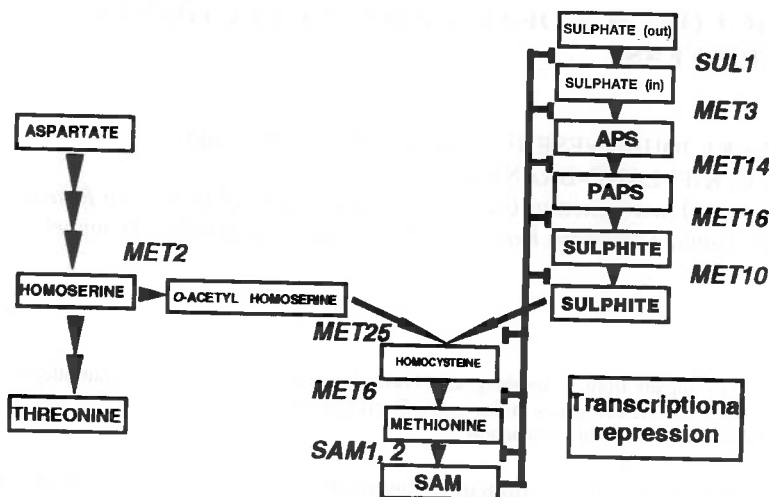 SULPHATE (out)
SUL1
SULPHATE (in)
MET3
APS
MET14
PAPS
MET16
SULPHITE
MET10
SULPHITE
ASPARTATE
MET2
HOMOSERINE
O-ACETYL HOMOSERINE
THREONINE
MET25
HOMOCYSTEINE
MET6
METHIONINE
SAM1, 2
SAM
Transcriptiona
repression